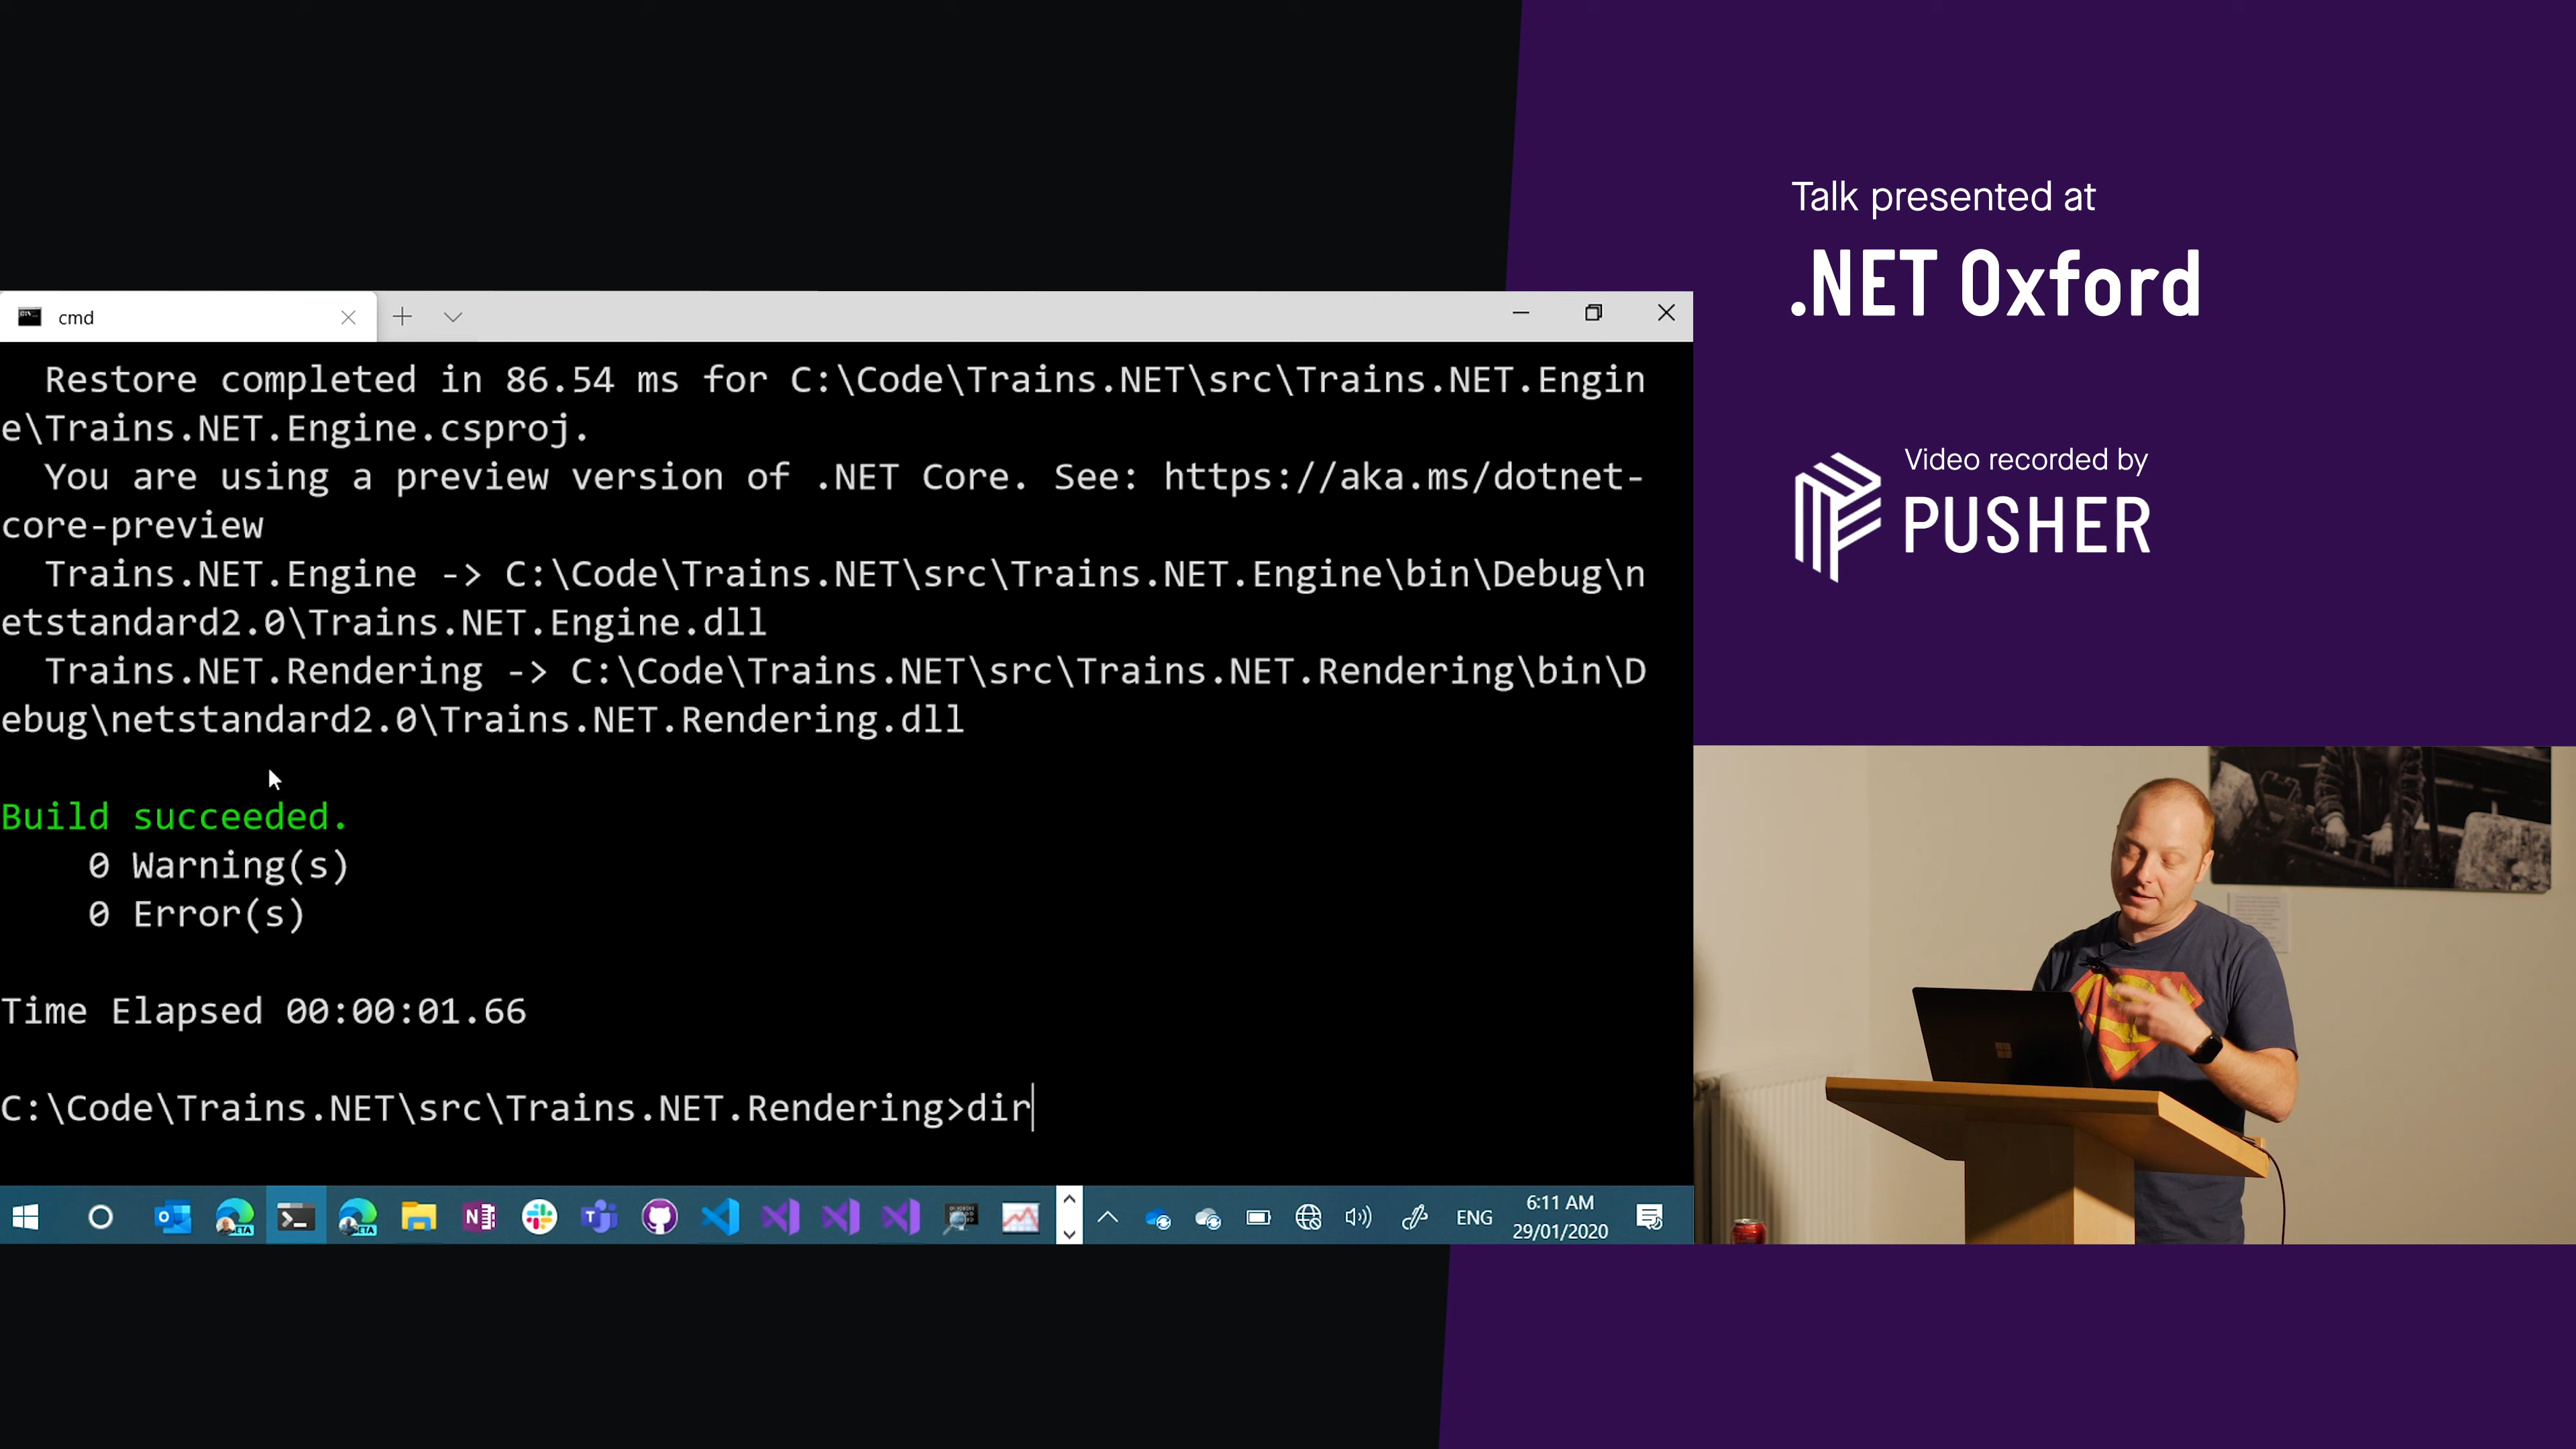 Talk presented at
.NET Oxford
Video recorded by
PUSHER
cmd
Restore completed in 86.54 ms for C:\Code\Trains.NET\src\Trains.NET.Engin
e\Trains.NET.Engine.csproj.
You are using a preview version of .NET Core. See: https://aka.ms/dotnet-
core-preview
Trains.NET.Engine -> C:\Code\Trains.NET\src\Trains.NET.Engine\bin\Debug\n
etstandard2.0\Trains.NET.Engine.dll
Trains.NET.Rendering -> C:\Code\Trains.NET\src\Trains.NET.Rendering\bin\D
ebug\netstandard2.0\Trains.NET.Rendering.dll
Build succeeded.
0 Warning(s)
0 Error(s)
Time Elapsed 00:00:01.66
C:\Code\Trains.NET\src\Trains.NET.Rendering>dir
ENG
6:11 AM
29/01/2020